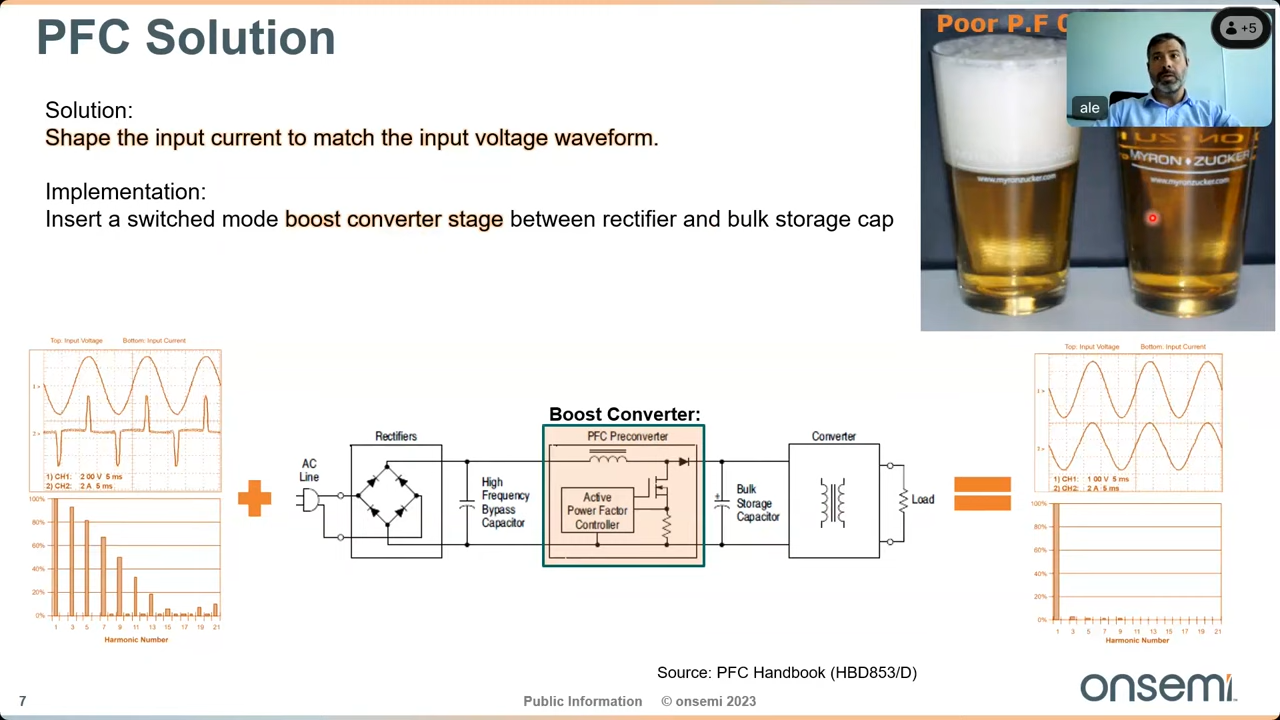 PFC Solution
Poor P.F C
+5
ale
Solution:
Shape the input current to match the input voltage waveform.
Implementation:
Insert a switched mode boost converter stage between rectifier and bulk storage cap
MYRON ZUCKER
www.myronzucker.com
www.myronzucker.com
Top: Input Voltage Bottom: Input Current
1
2
1) CH1: 2 00 V 5 ms
2) CH2: 2 A 5 ms
100%
80%
60%
40%
20%
0%
1 3 5 7 9 11 13 15 17 19 21
Harmonic Number
Boost Converter:
Rectifiers
PFC Preconverter
Converter
AC
Line
High
Frequency
Bypass
Capacitor
Active
Power Factor
Controller
+
Bulk
Storage
Capacitor
Load
Top: Input Voltage Bottom: Input Current
1
2
1) CH1: 1 00 V 5 ms
2) CH2: 2 A 5 ms
100%
80%
60%
40%
20%
0%
1 3 5 7 9 11 13 15 17 19 21
Harmonic Number
Source: PFC Handbook (HBD853/D)
7
Public Information © onsemi 2023
onsemi